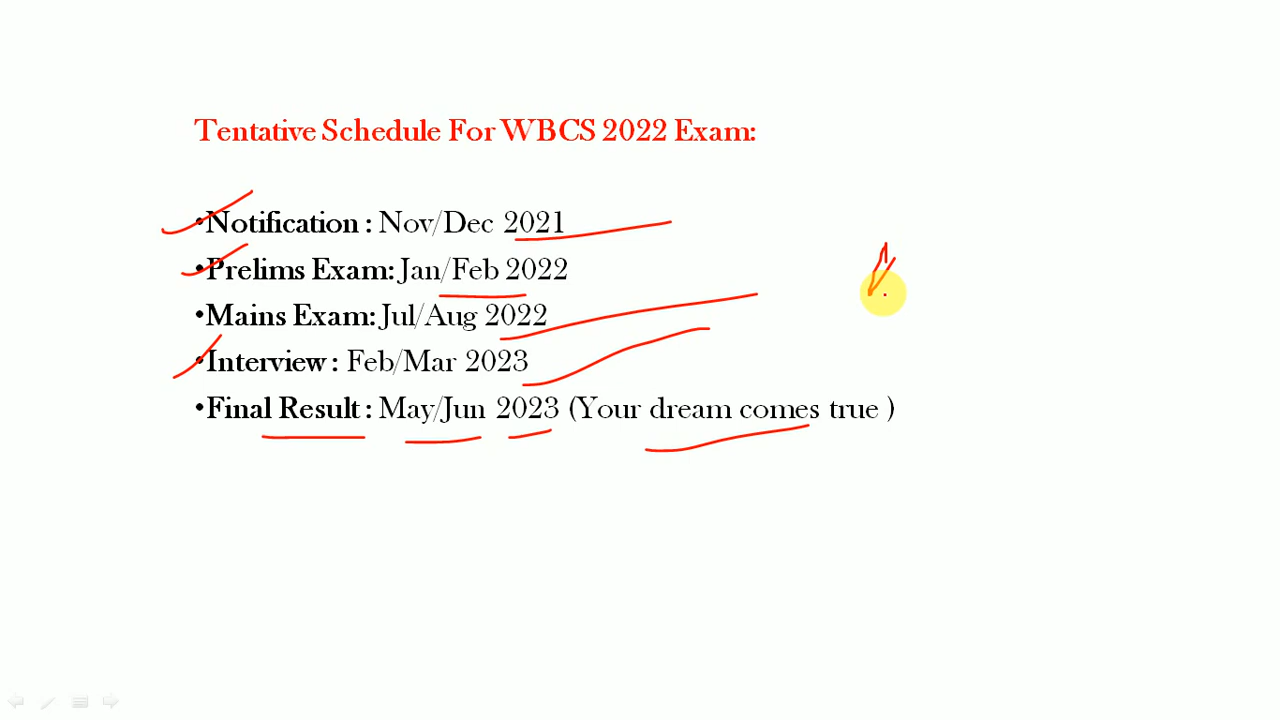 Tentative Schedule For WBCS 2022 Exam:
•Notification : Nov/Dec 2021
•Prelims Exam: Jan/Feb 2022
•Mains Exam: Jul/Aug 2022
•Interview : Feb/Mar 2023
•Final Result : May/Jun 2023 (Your dream comes true )